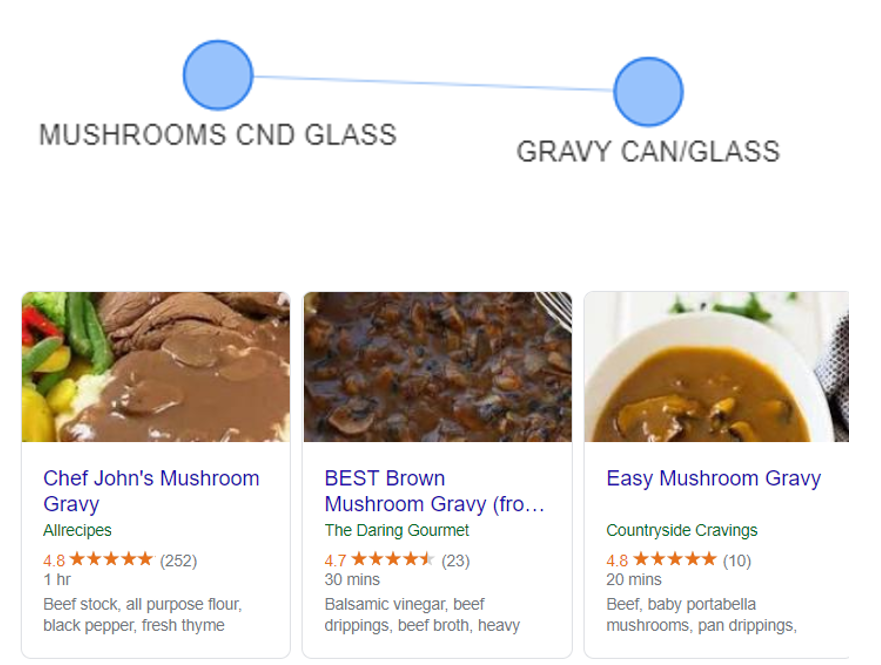 MUSHROOMS CND GLASS
GRAVY CAN/GLASS
Chef John's Mushroom
Gravy
Allrecipes
4.8 ★★★★★ (252)
1 hr
Beef stock, all purpose flour,
black pepper, fresh thyme
BEST Brown
Mushroom Gravy (fro...
The Daring Gourmet
4.7 ★★★★★ (23)
30 mins
Balsamic vinegar, beef
drippings, beef broth, heavy
Easy Mushroom Gravy
Countryside Cravings
4.8 ★★★★★ (10)
20 mins
Beef, baby portabella
mushrooms, pan drippings,